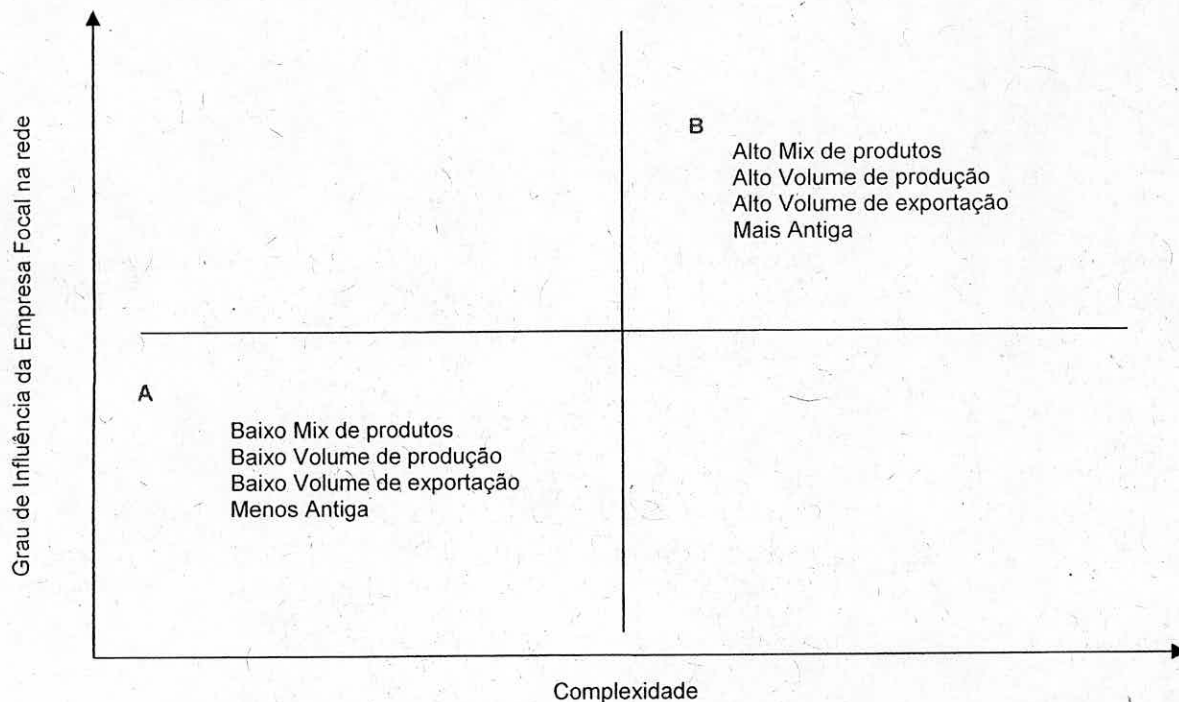 Grau de Influência da Empresa Focal na rede
B
Alto Mix de produtos
Alto Volume de produção
Alto Volume de exportação
Mais Antiga
A
Baixo Mix de produtos
Baixo Volume de produção
Baixo Volume de exportação
Menos Antiga
Complexidade